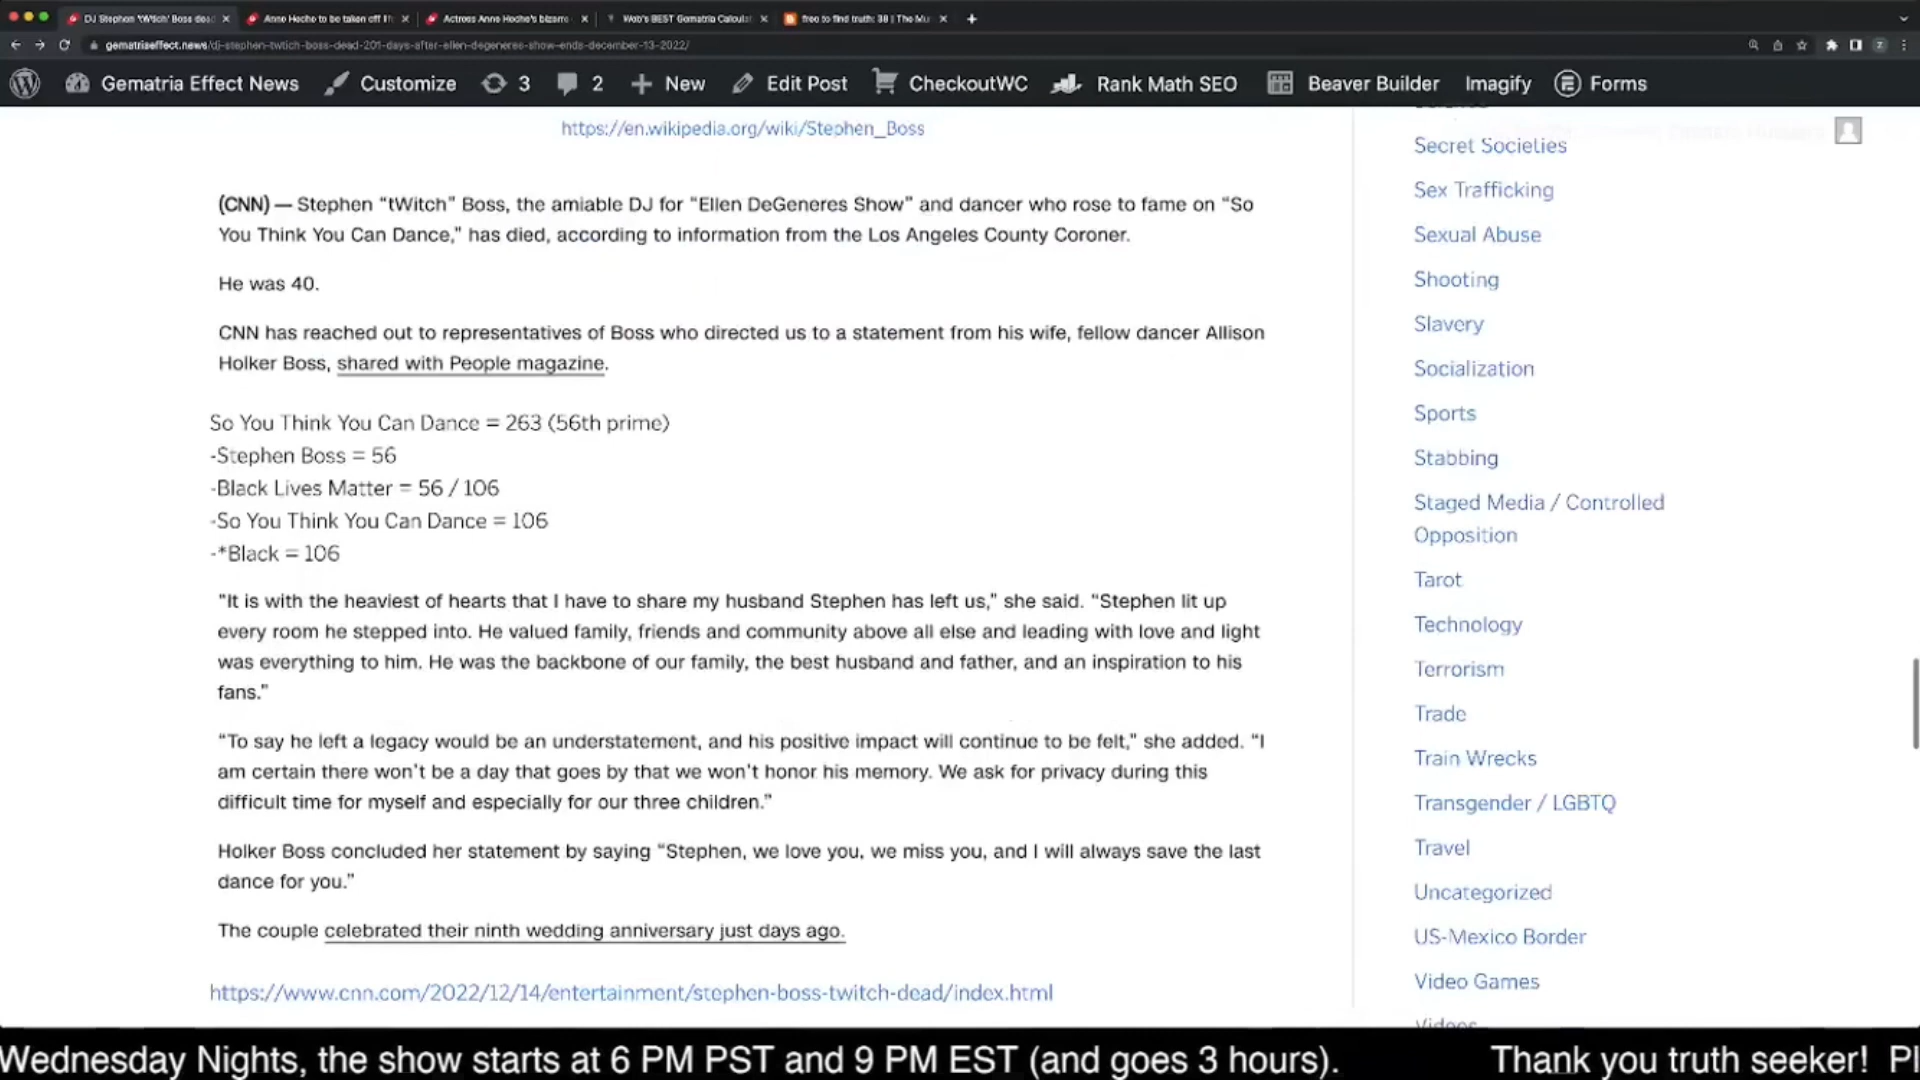 DJ Stephen 'tWitch' Boss dead
Anne Heche to be taken off li
Actress Anne Heche's bizarre
Web's BEST Gematria Calculat
free to find truth: 38 | The Mu
gematriaeffect.news/dj-stephen-twtich-boss-dead-201-days-after-ellen-degeneres-show-ends-december-13-2022/
Gematria Effect News Customize 3 2 New Edit Post CheckoutWC Rank Math SEO Beaver Builder Imagify Forms
https://en.wikipedia.org/wiki/Stephen_Boss
(CNN) — Stephen “tWitch” Boss, the amiable DJ for “Ellen DeGeneres Show” and dancer who rose to fame on “So
You Think You Can Dance,” has died, according to information from the Los Angeles County Coroner.
He was 40.
CNN has reached out to representatives of Boss who directed us to a statement from his wife, fellow dancer Allison
Holker Boss, shared with People magazine.
So You Think You Can Dance = 263 (56th prime)
-Stephen Boss = 56
-Black Lives Matter = 56 / 106
-So You Think You Can Dance = 106
-*Black = 106
“It is with the heaviest of hearts that I have to share my husband Stephen has left us,” she said. “Stephen lit up
every room he stepped into. He valued family, friends and community above all else and leading with love and light
was everything to him. He was the backbone of our family, the best husband and father, and an inspiration to his
fans.”
“To say he left a legacy would be an understatement, and his positive impact will continue to be felt,” she added. “I
am certain there won’t be a day that goes by that we won’t honor his memory. We ask for privacy during this
difficult time for myself and especially for our three children.”
Holker Boss concluded her statement by saying “Stephen, we love you, we miss you, and I will always save the last
dance for you.”
The couple celebrated their ninth wedding anniversary just days ago.
https://www.cnn.com/2022/12/14/entertainment/stephen-boss-twitch-dead/index.html
Secret Societies
Sex Trafficking
Sexual Abuse
Shooting
Slavery
Socialization
Sports
Stabbing
Staged Media / Controlled
Opposition
Tarot
Technology
Terrorism
Trade
Train Wrecks
Transgender / LGBTQ
Travel
Uncategorized
US-Mexico Border
Video Games
Videos
Wednesday Nights, the show starts at 6 PM PST and 9 PM EST (and goes 3 hours). Thank you truth seeker! Pl